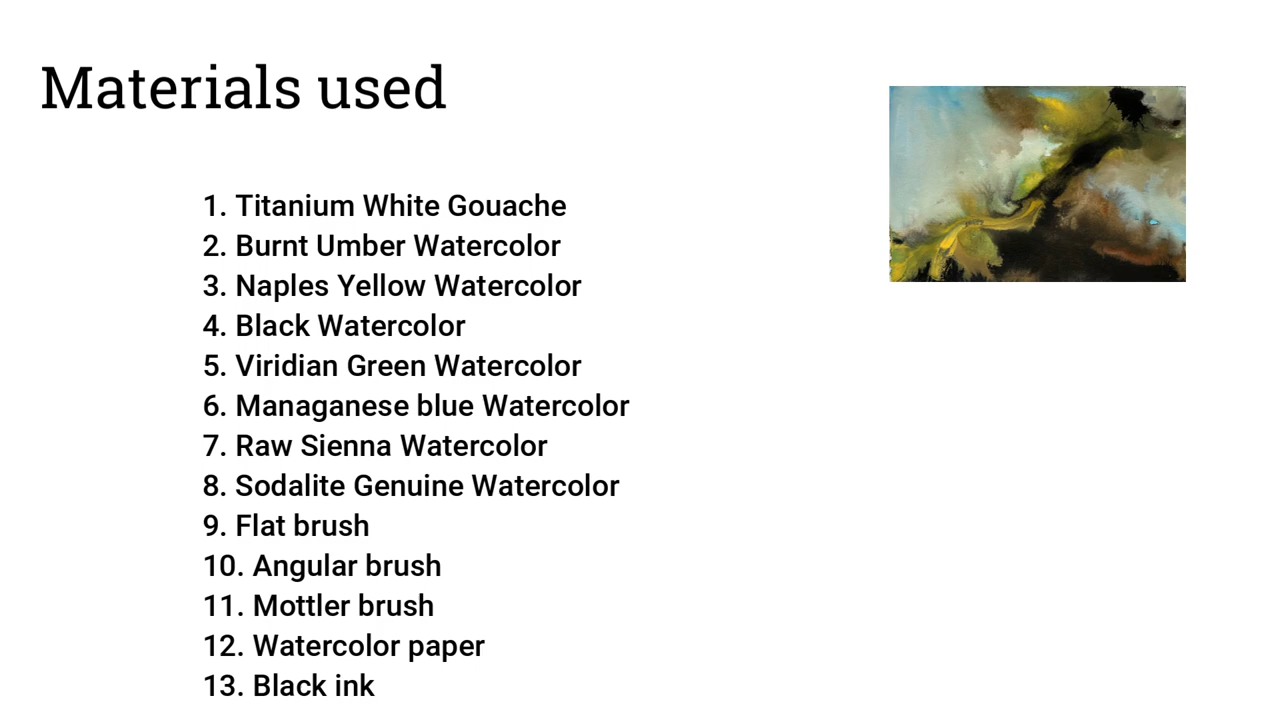 Materials used
1. Titanium White Gouache
2. Burnt Umber Watercolor
3. Naples Yellow Watercolor
4. Black Watercolor
5. Viridian Green Watercolor
6. Managanese blue Watercolor
7. Raw Sienna Watercolor
8. Sodalite Genuine Watercolor
9. Flat brush
10. Angular brush
11. Mottler brush
12. Watercolor paper
13. Black ink